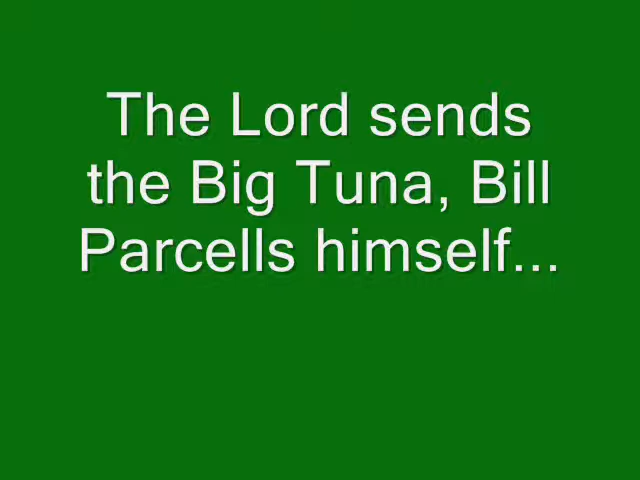 The Lord sends
the Big Tuna, Bill
Parcells himself...